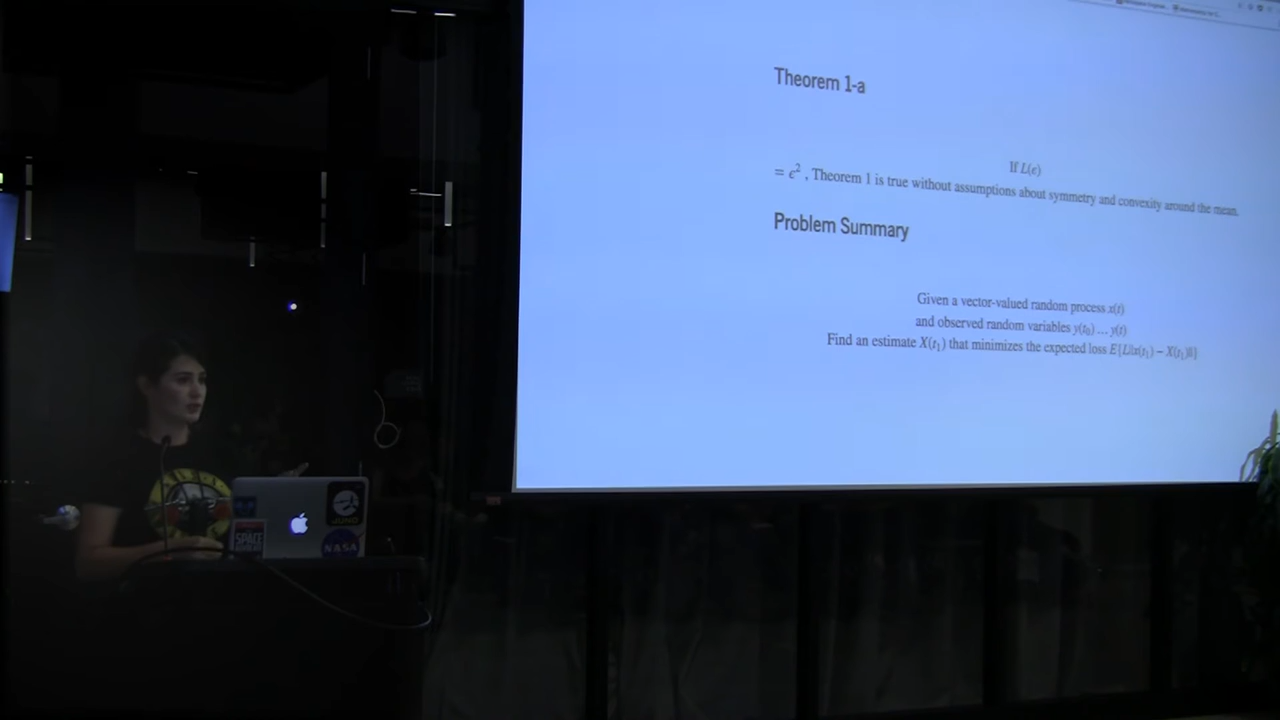 Theorem 1-a
If L(ϵ)
= ϵ², Theorem 1 is true without assumptions about symmetry and convexity around the mean.
Problem Summary
Given a vector-valued random process x(t)
and observed random variables y(t₀) … y(t)
Find an estimate X(t₁) that minimizes the expected loss E{L[x(t₁) − X(t₁)]}
JUNO
SPACE
NASA